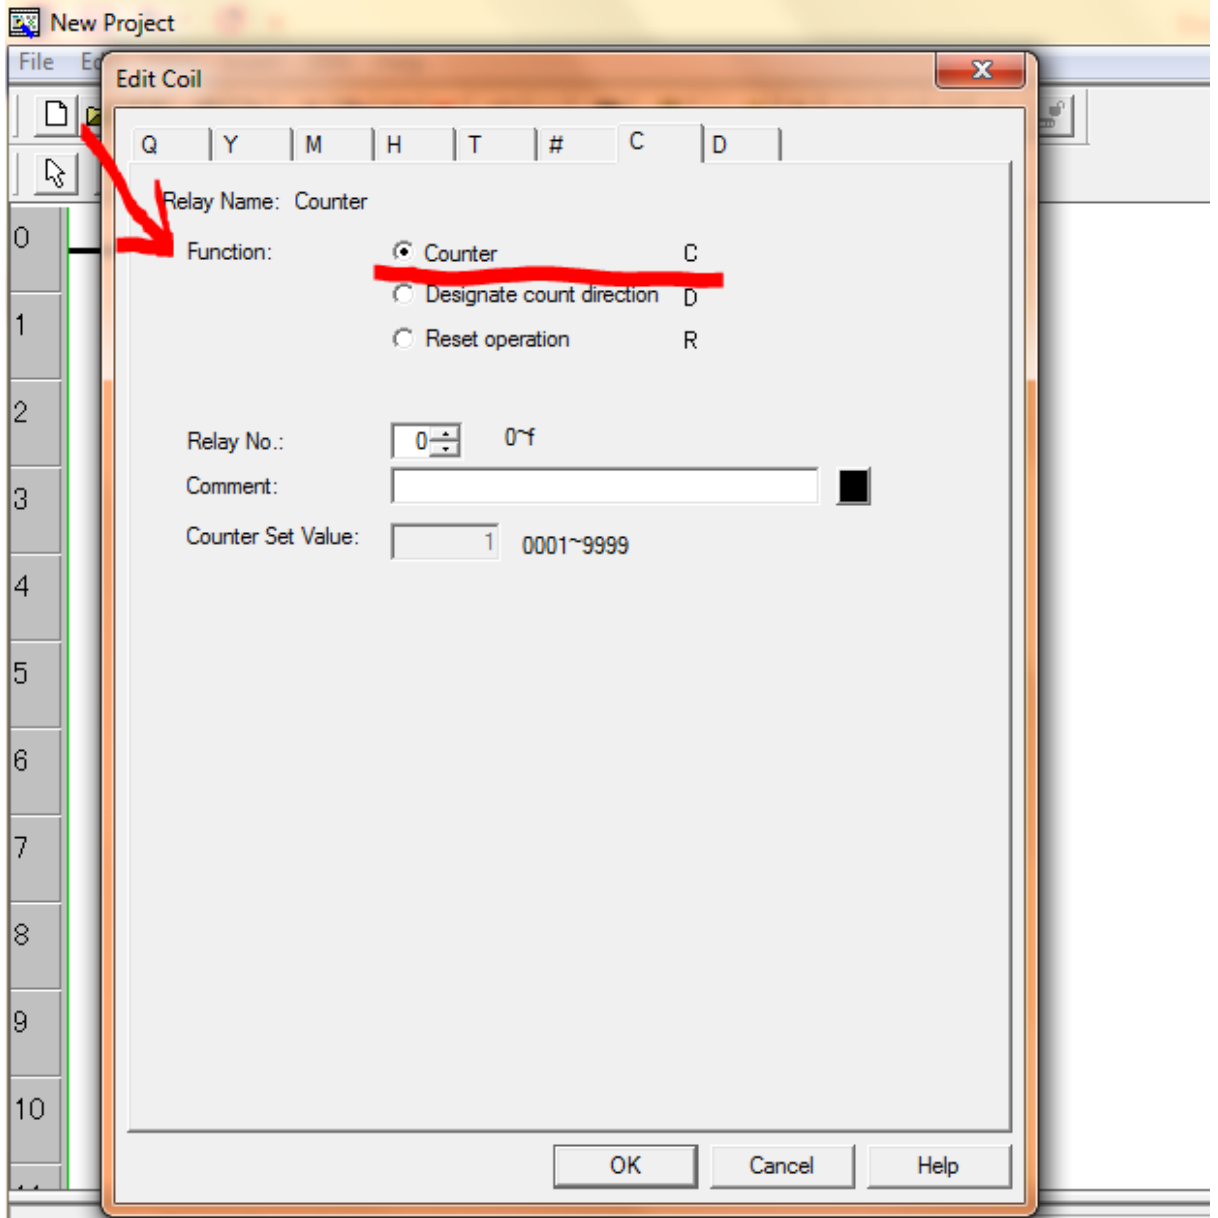 New Project
File
Edit Coil
Q Y M H T # C D
Relay Name: Counter
Function: Counter C
Designate count direction D
Reset operation R
Relay No.: 0 0~f
Comment:
Counter Set Value: 1 0001~9999
0
1
2
3
4
5
6
7
8
9
10
OK Cancel Help